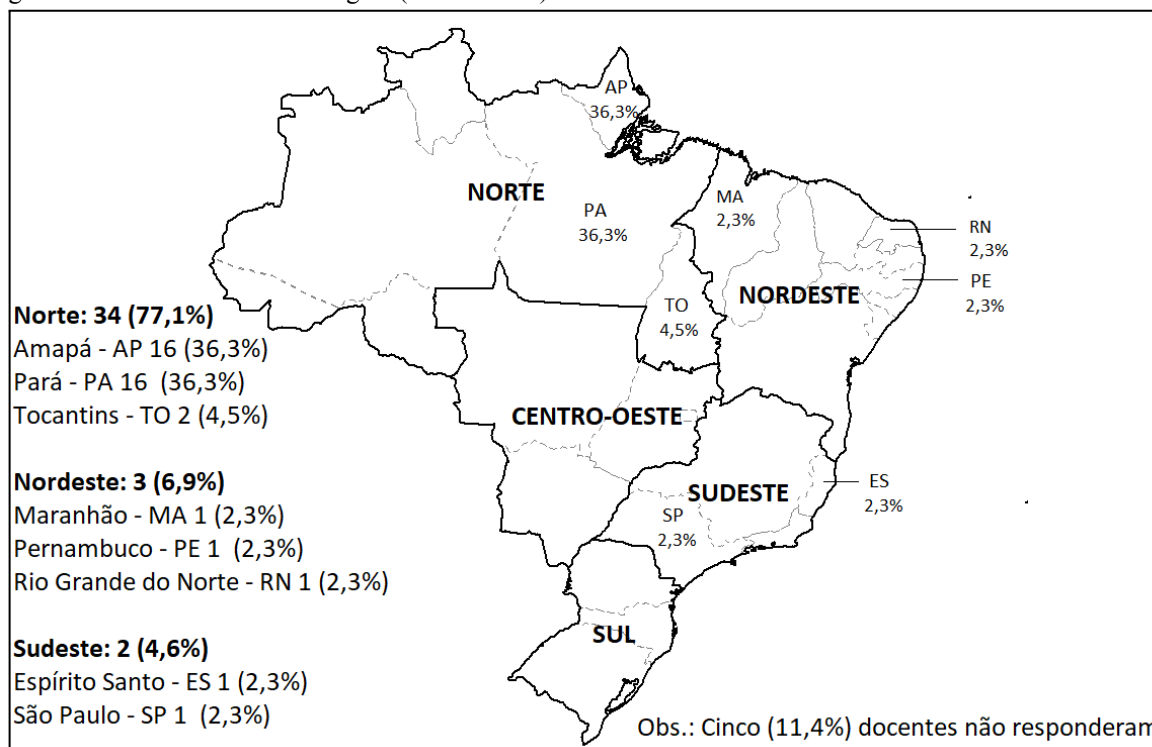 AP
36,3%
NORTE
PA
36,3%
MA
2,3%
RN
2,3%
PE
2,3%
NORDESTE
TO
4,5%
Norte: 34 (77,1%)
Amapá - AP 16 (36,3%)
Pará - PA 16 (36,3%)
Tocantins - TO 2 (4,5%)
CENTRO-OESTE
Nordeste: 3 (6,9%)
Maranhão - MA 1 (2,3%)
Pernambuco - PE 1 (2,3%)
Rio Grande do Norte - RN 1 (2,3%)
SUDESTE
ES
2,3%
SP
2,3%
SUL
Sudeste: 2 (4,6%)
Espírito Santo - ES 1 (2,3%)
São Paulo - SP 1 (2,3%)
Obs.: Cinco (11,4%) docentes não responderam